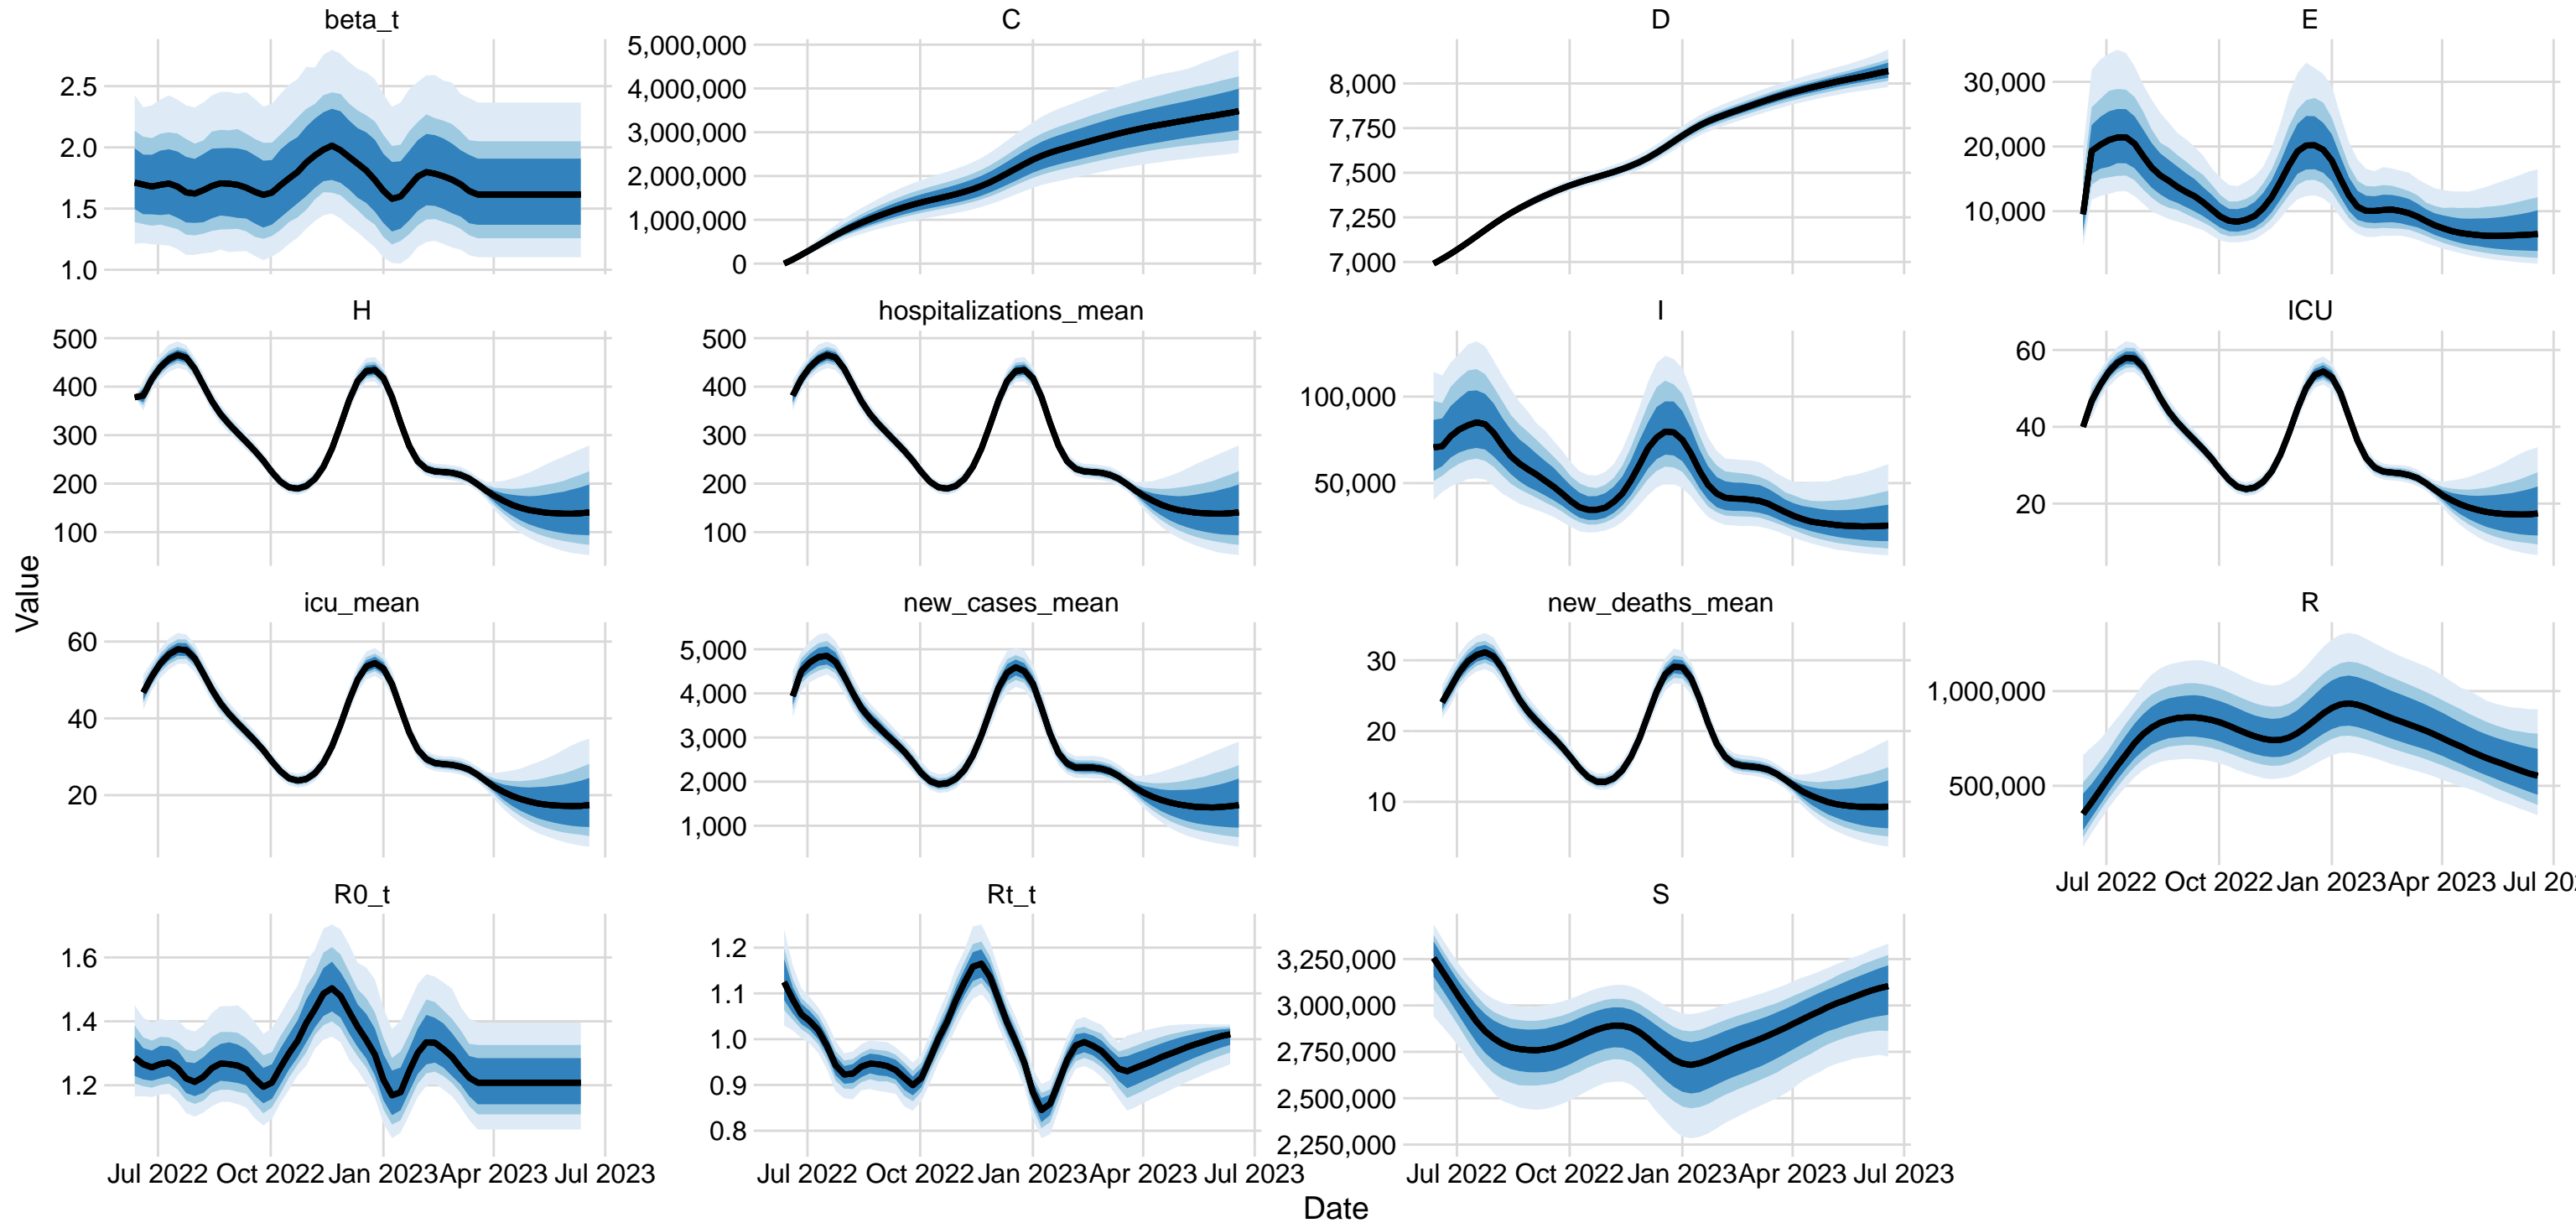 beta_t
C
D
E
2.5
2.0
1.5
1.0
5,000,000
4,000,000
3,000,000
2,000,000
1,000,000
0
8,000
7,750
7,500
7,250
7,000
30,000
20,000
10,000
H
hospitalizations_mean
I
ICU
500
400
300
200
100
500
400
300
200
100
100,000
50,000
60
40
20
Value
icu_mean
new_cases_mean
new_deaths_mean
R
60
40
20
5,000
4,000
3,000
2,000
1,000
30
20
10
1,000,000
500,000
Jul 2022 Oct 2022 Jan 2023 Apr 2023 Jul 20
R0_t
Rt_t
S
1.6
1.4
1.2
1.2
1.1
1.0
0.9
0.8
3,250,000
3,000,000
2,750,000
2,500,000
2,250,000
Jul 2022 Oct 2022 Jan 2023 Apr 2023 Jul 2023
Jul 2022 Oct 2022 Jan 2023 Apr 2023 Jul 2023
Jul 2022 Oct 2022 Jan 2023 Apr 2023 Jul 2023
Date